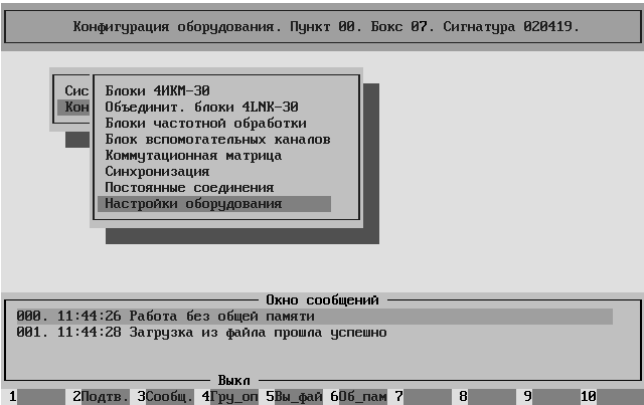 Конфигурация оборудования. Пункт 00. Бокс 07. Сигнатура 020419.
Сис
Кон
Блоки 4ИКМ-30
Объединит. блоки 4LNK-30
Блоки частотной обработки
Блок вспомогательных каналов
Коммутационная матрица
Синхронизация
Постоянные соединения
Настройки оборудования
Окно сообщений
000. 11:44:26 Работа без общей памяти
001. 11:44:28 Загрузка из файла прошла успешно
Выкл
1 2Подтв. 3Сообщ. 4Гру_оп 5Вы_фай 6Об_пам 7 8 9 10